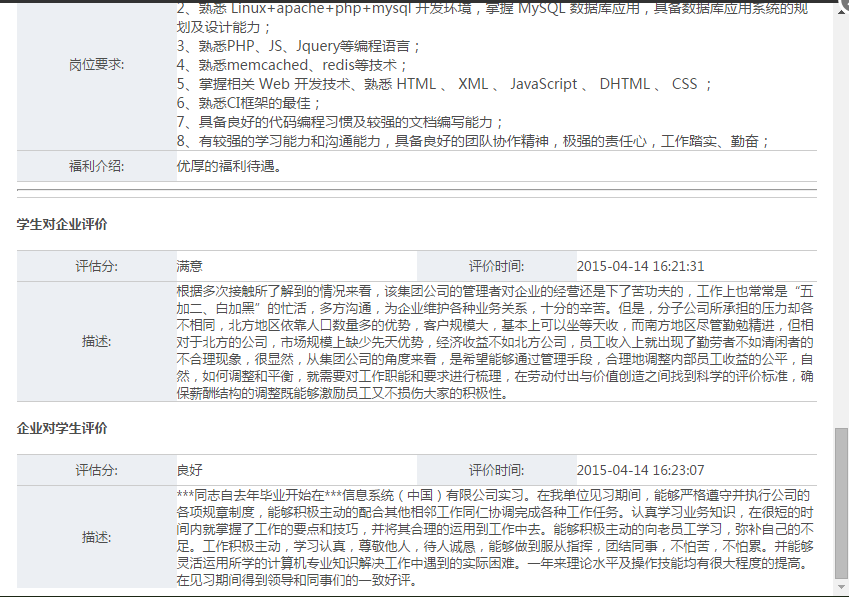 2、熟悉 Linux+apache+php+mysql 开发环境，掌握 MySQL 数据库应用，具备数据库应用系统的规
划及设计能力；
3、熟悉PHP、JS、Jquery等编程语言；
岗位要求:
4、熟悉memcached、redis等技术；
5、掌握相关 Web 开发技术、熟悉 HTML 、 XML 、 JavaScript 、 DHTML 、 CSS ；
6、熟悉CI框架的最佳；
7、具备良好的代码编程习惯及较强的文档编写能力；
8、有较强的学习能力和沟通能力，具备良好的团队协作精神，极强的责任心，工作踏实、勤奋；
福利介绍: 优厚的福利待遇。
学生对企业评价
评估分: 满意 评价时间: 2015-04-14 16:21:31
根据多次接触所了解到的情况来看，该集团公司的管理者对企业的经营还是下了苦功夫的，工作上也常常是“五
加二、白加黑”的忙活，多方沟通，为企业维护各种业务关系，十分的辛苦。但是，分子公司所承担的压力却各
不相同，北方地区依靠人口数量多的优势，客户规模大，基本上可以坐等天收，而南方地区尽管勤勉精进，但相
描述:
对于北方的公司，市场规模上缺少先天优势，经济收益不如北方公司，员工收入上就出现了勤劳者不如清闲者的
不合理现象，很显然，从集团公司的角度来看，是希望能够通过管理手段，合理地调整内部员工收益的公平，自
然，如何调整和平衡，就需要对工作职能和要求进行梳理，在劳动付出与价值创造之间找到科学的评价标准，确
保薪酬结构的调整既能够激励员工又不损伤大家的积极性。
企业对学生评价
评估分: 良好 评价时间: 2015-04-14 16:23:07
***同志自去年毕业开始在***信息系统（中国）有限公司实习。在我单位见习期间，能够严格遵守并执行公司的
各项规章制度，能够积极主动的配合其他相邻工作同仁协调完成各种工作任务。认真学习业务知识，在很短的时
间内就掌握了工作的要点和技巧，并将其合理的运用到工作中去。能够积极主动的向老员工学习，弥补自己的不
描述:
足。工作积极主动，学习认真，尊敬他人，待人诚恳，能够做到服从指挥，团结同事，不怕苦，不怕累。并能够
灵活运用所学的计算机专业知识解决工作中遇到的实际困难。一年来理论水平及操作技能均有很大程度的提高。
在见习期间得到领导和同事们的一致好评。